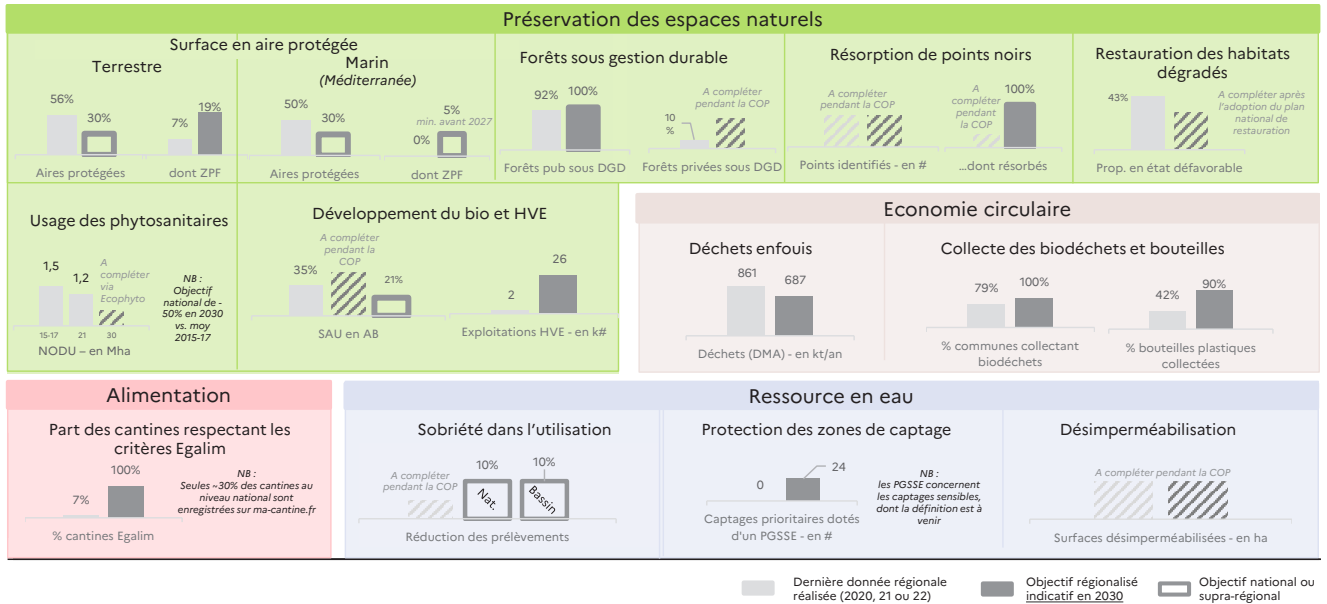 Préservation des espaces naturels
Surface en aire protégée
Terrestre
56%
30%
7%
19%
Aires protégées
dont ZPF
Marin
(Méditerranée)
50%
30%
0%
5%
min. avant 2027
Aires protégées
dont ZPF
Forêts sous gestion durable
92%
100%
Forêts pub sous DGD
10
%
A compléter
pendant la COP
Forêts privées sous DGD
Résorption de points noirs
A compléter
pendant la COP
Points identifiés - en #
A
compléter
pendant
la COP
100%
...dont résorbés
Restauration des habitats
dégradés
43%
A compléter après
l'adoption du plan
national de
restauration
Prop. en état défavorable
Usage des phytosanitaires
1,5
1,2
A
compléter
via
Ecophyto
15-17
21
30
NODU – en Mha
NB :
Objectif
national de -
50% en 2030
vs. moy
2015-17
Développement du bio et HVE
35%
A compléter
pendant la
COP
21%
SAU en AB
2
26
Exploitations HVE - en k#
Economie circulaire
Déchets enfouis
861
687
Déchets (DMA) - en kt/an
Collecte des biodéchets et bouteilles
79%
100%
% communes collectant
biodéchets
42%
90%
% bouteilles plastiques
collectées
Alimentation
Part des cantines respectant les
critères Egalim
7%
100%
% cantines Egalim
NB :
Seules ~30% des cantines au
niveau national sont
enregistrées sur ma-cantine.fr
Ressource en eau
Sobriété dans l'utilisation
A compléter
pendant la COP
10%
Nat.
10%
Bassin
Réduction des prélèvements
Protection des zones de captage
0
24
Captages prioritaires dotés
d'un PGSSE - en #
NB :
les PGSSE concernent
les captages sensibles,
dont la définition est à
venir
Désimperméabilisation
A compléter pendant la COP
Surfaces désimperméabilisées - en ha
Dernière donnée régionale
réalisée (2020, 21 ou 22)
Objectif régionalisé
indicatif en 2030
Objectif national ou
supra-régional